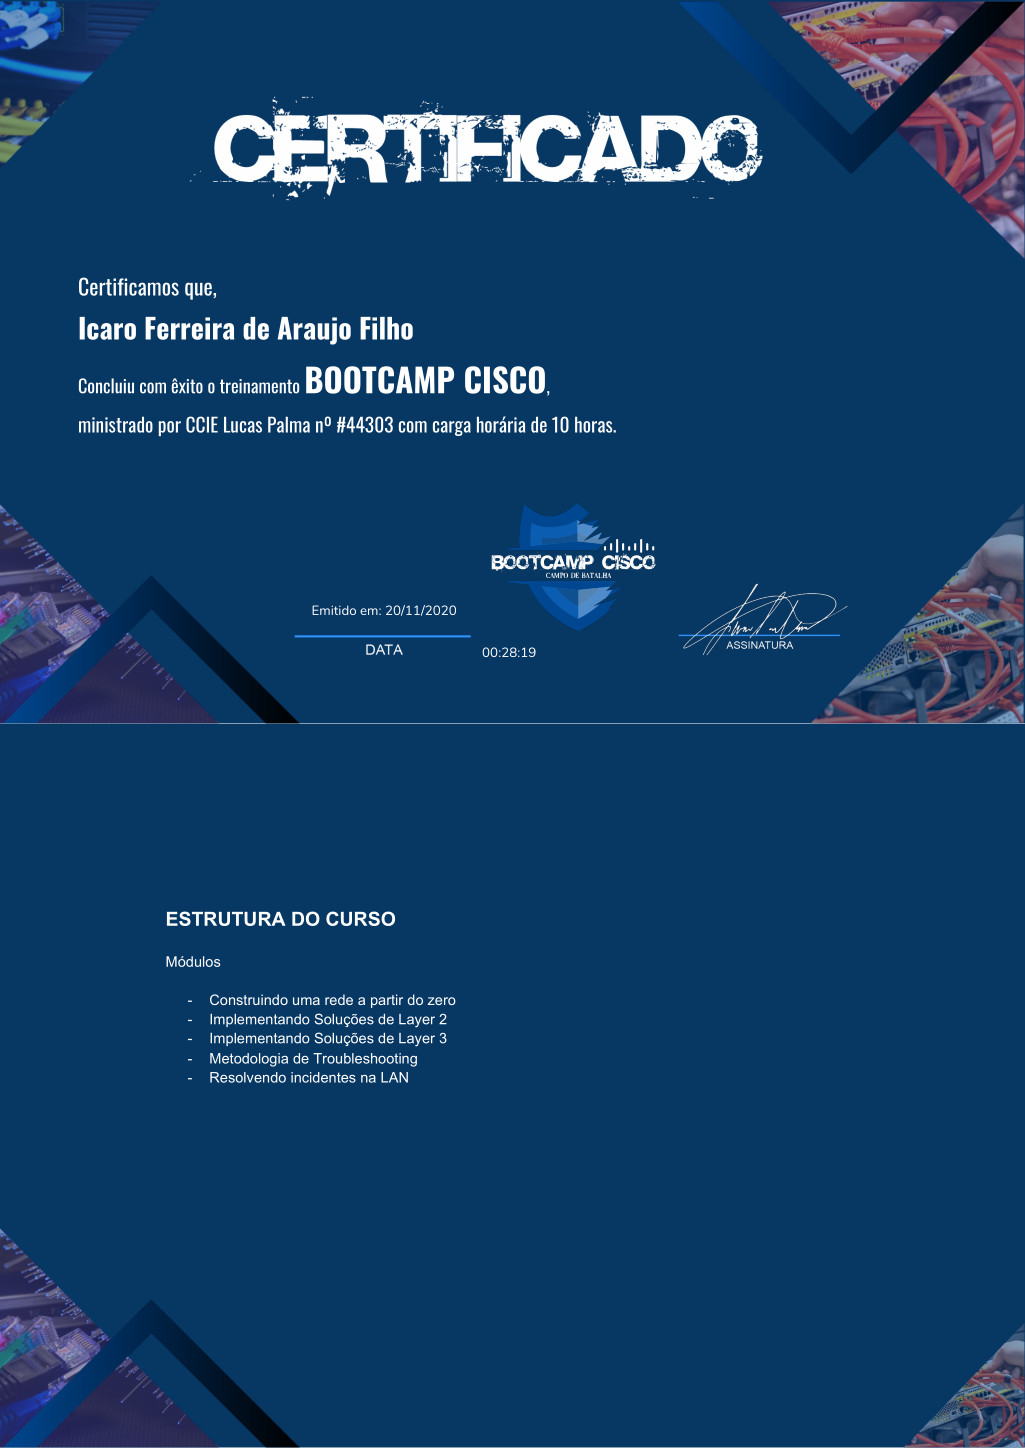 CERTIFICADO
Certificamos que,
Icaro Ferreira de Araujo Filho
Concluiu com êxito o treinamento BOOTCAMP CISCO,
ministrado por CCIE Lucas Palma nº #44303 com carga horária de 10 horas.
BOOTCAMP CISCO
CAMPO DE BATALHA
Emitido em: 20/11/2020
DATA
00:28:19
ASSINATURA
ESTRUTURA DO CURSO
Módulos
- Construindo uma rede a partir do zero
- Implementando Soluções de Layer 2
- Implementando Soluções de Layer 3
- Metodologia de Troubleshooting
- Resolvendo incidentes na LAN